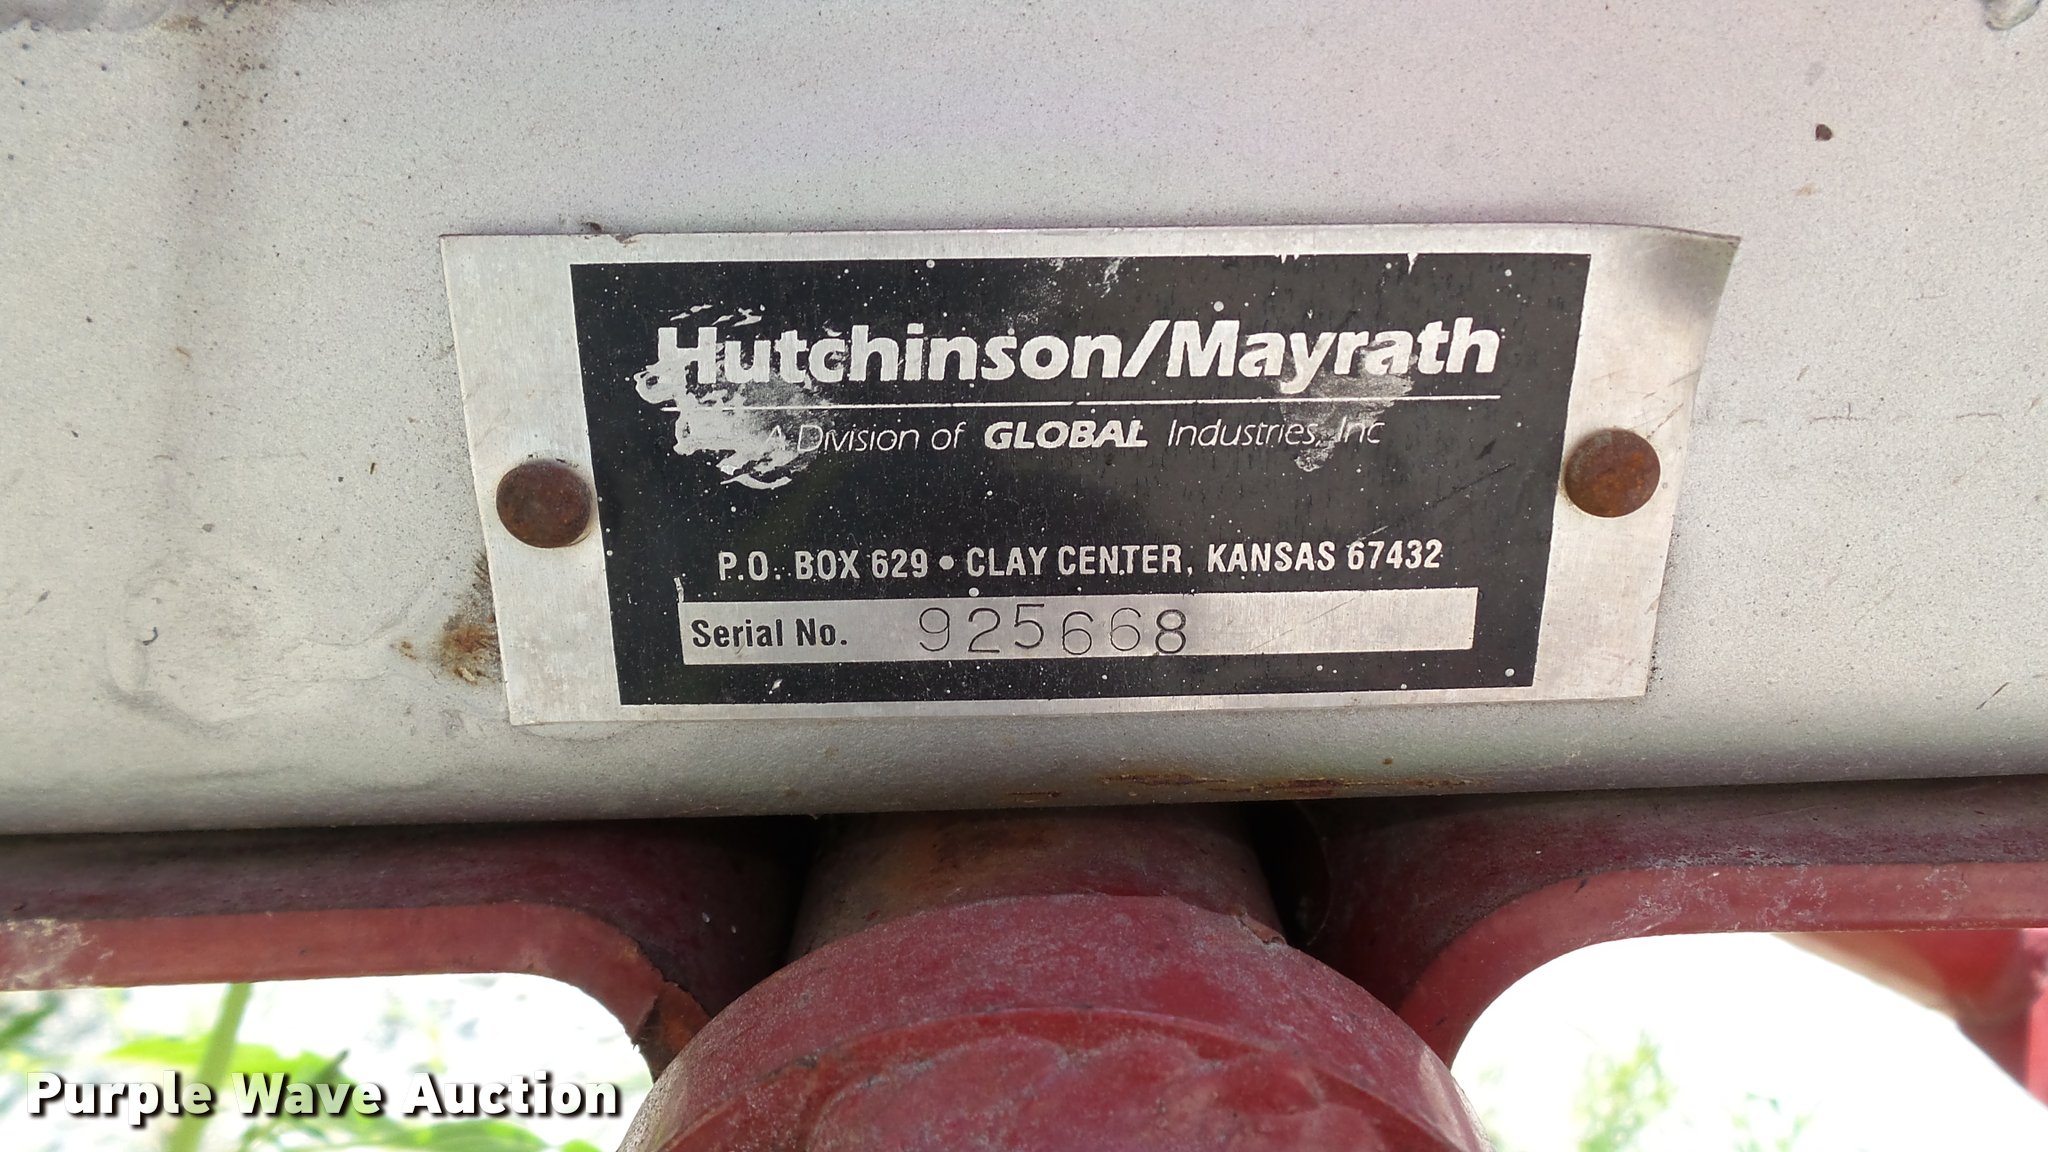 Hutchinson/Mayrath
A Division of GLOBAL Industries, Inc
P.O. BOX 629 • CLAY CENTER, KANSAS 67432
Serial No. 925668
Purple Wave Auction